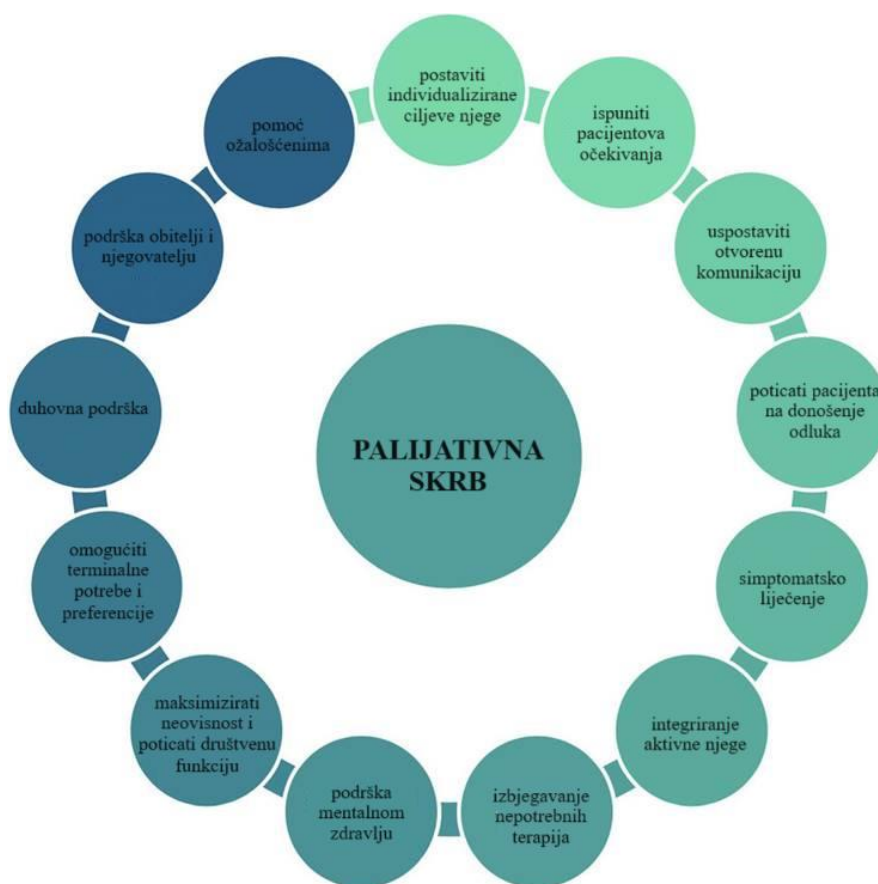 postaviti
individualizirane
ciljeve njege
ispuniti
pacijentova
očekivanja
uspostaviti
otvorenu
komunikaciju
poticati pacijenta
na donošenje
odluka
simptomatsko
liječenje
integriranje
aktivne njege
izbjegavanje
nepotrebnih
terapija
podrška
mentalnom
zdravlju
maksimizirati
neovisnost i
poticati društvenu
funkciju
omogućiti
terminalne
potrebe i
preferencije
duhovna podrška
podrška obitelji i
njegovatelju
pomoć
ožalošćenima
PALIJATIVNA
SKRB